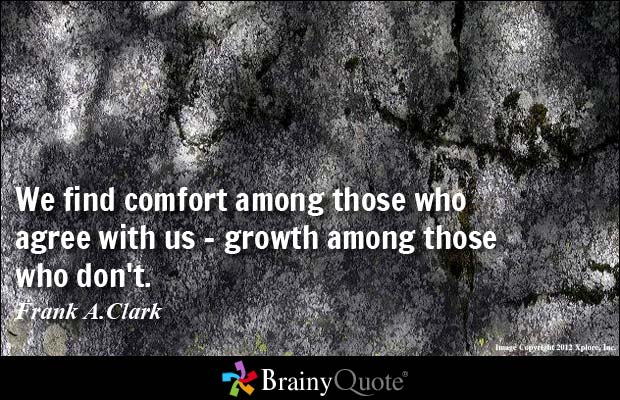 We find comfort among those who
agree with us - growth among those
who don't.
Frank A.Clark
Image Copyright 2012 Xplore, Inc.
BrainyQuote®